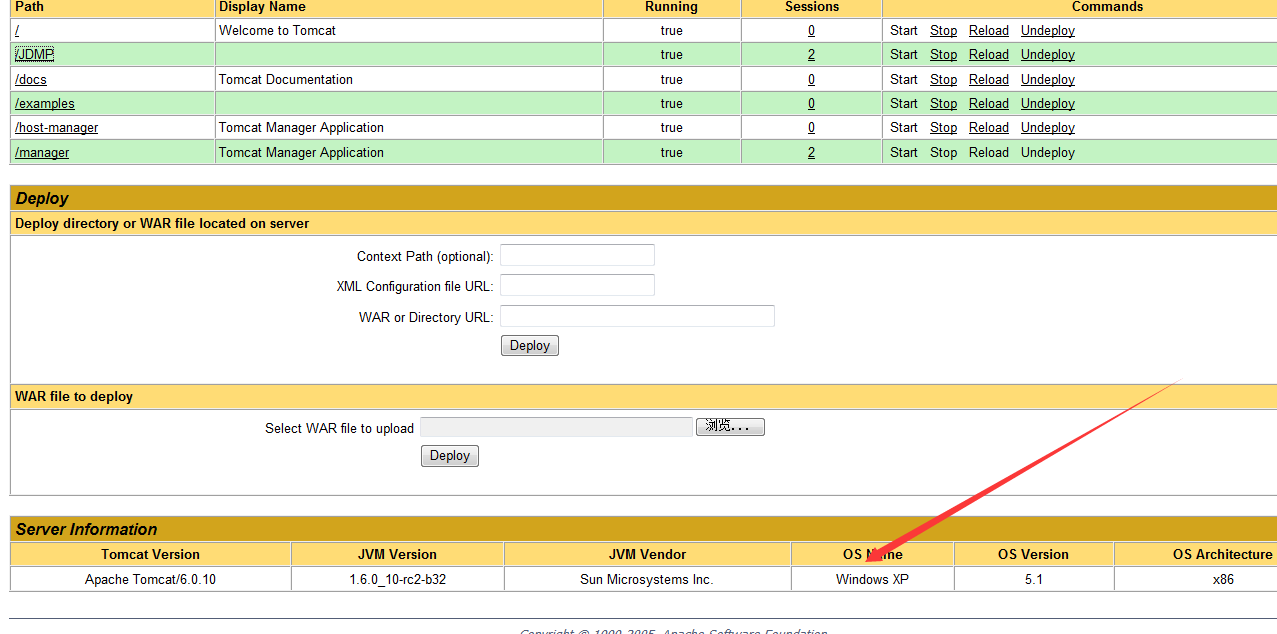 Path Display Name Running Sessions Commands
/ Welcome to Tomcat true 0 Start Stop Reload Undeploy
/JDMP true 2 Start Stop Reload Undeploy
/docs Tomcat Documentation true 0 Start Stop Reload Undeploy
/examples true 0 Start Stop Reload Undeploy
/host-manager Tomcat Manager Application true 0 Start Stop Reload Undeploy
/manager Tomcat Manager Application true 2 Start Stop Reload Undeploy
Deploy
Deploy directory or WAR file located on server
Context Path (optional):
XML Configuration file URL:
WAR or Directory URL:
Deploy
WAR file to deploy
Select WAR file to upload 浏览...
Deploy
Server Information
Tomcat Version JVM Version JVM Vendor OS Name OS Version OS Architecture
Apache Tomcat/6.0.10 1.6.0_10-rc2-b32 Sun Microsystems Inc. Windows XP 5.1 x86
Copyright © 1999-2005, Apache Software Foundation